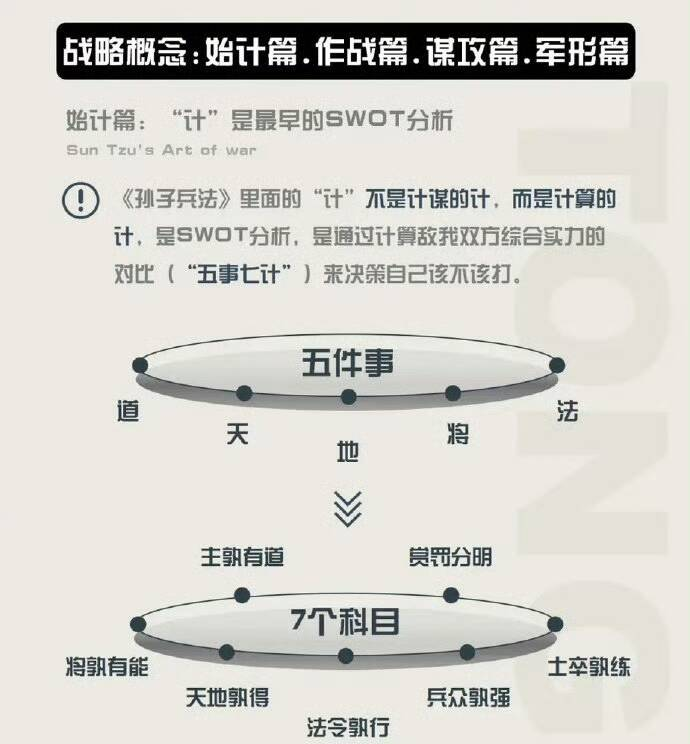 战略概念:始计篇.作战篇.谋攻篇.军形篇
始计篇：“计”是最早的SWOT分析
Sun Tzu's Art of war
《孙子兵法》里面的“计”不是计谋的计，而是计算的
计，是SWOT分析，是通过计算敌我双方综合实力的
对比（“五事七计”）来决策自己该不该打。
五件事
道
天
地
将
法
主孰有道
赏罚分明
7个科目
将孰有能
士卒孰练
天地孰得
兵众孰强
法令孰行
TONG